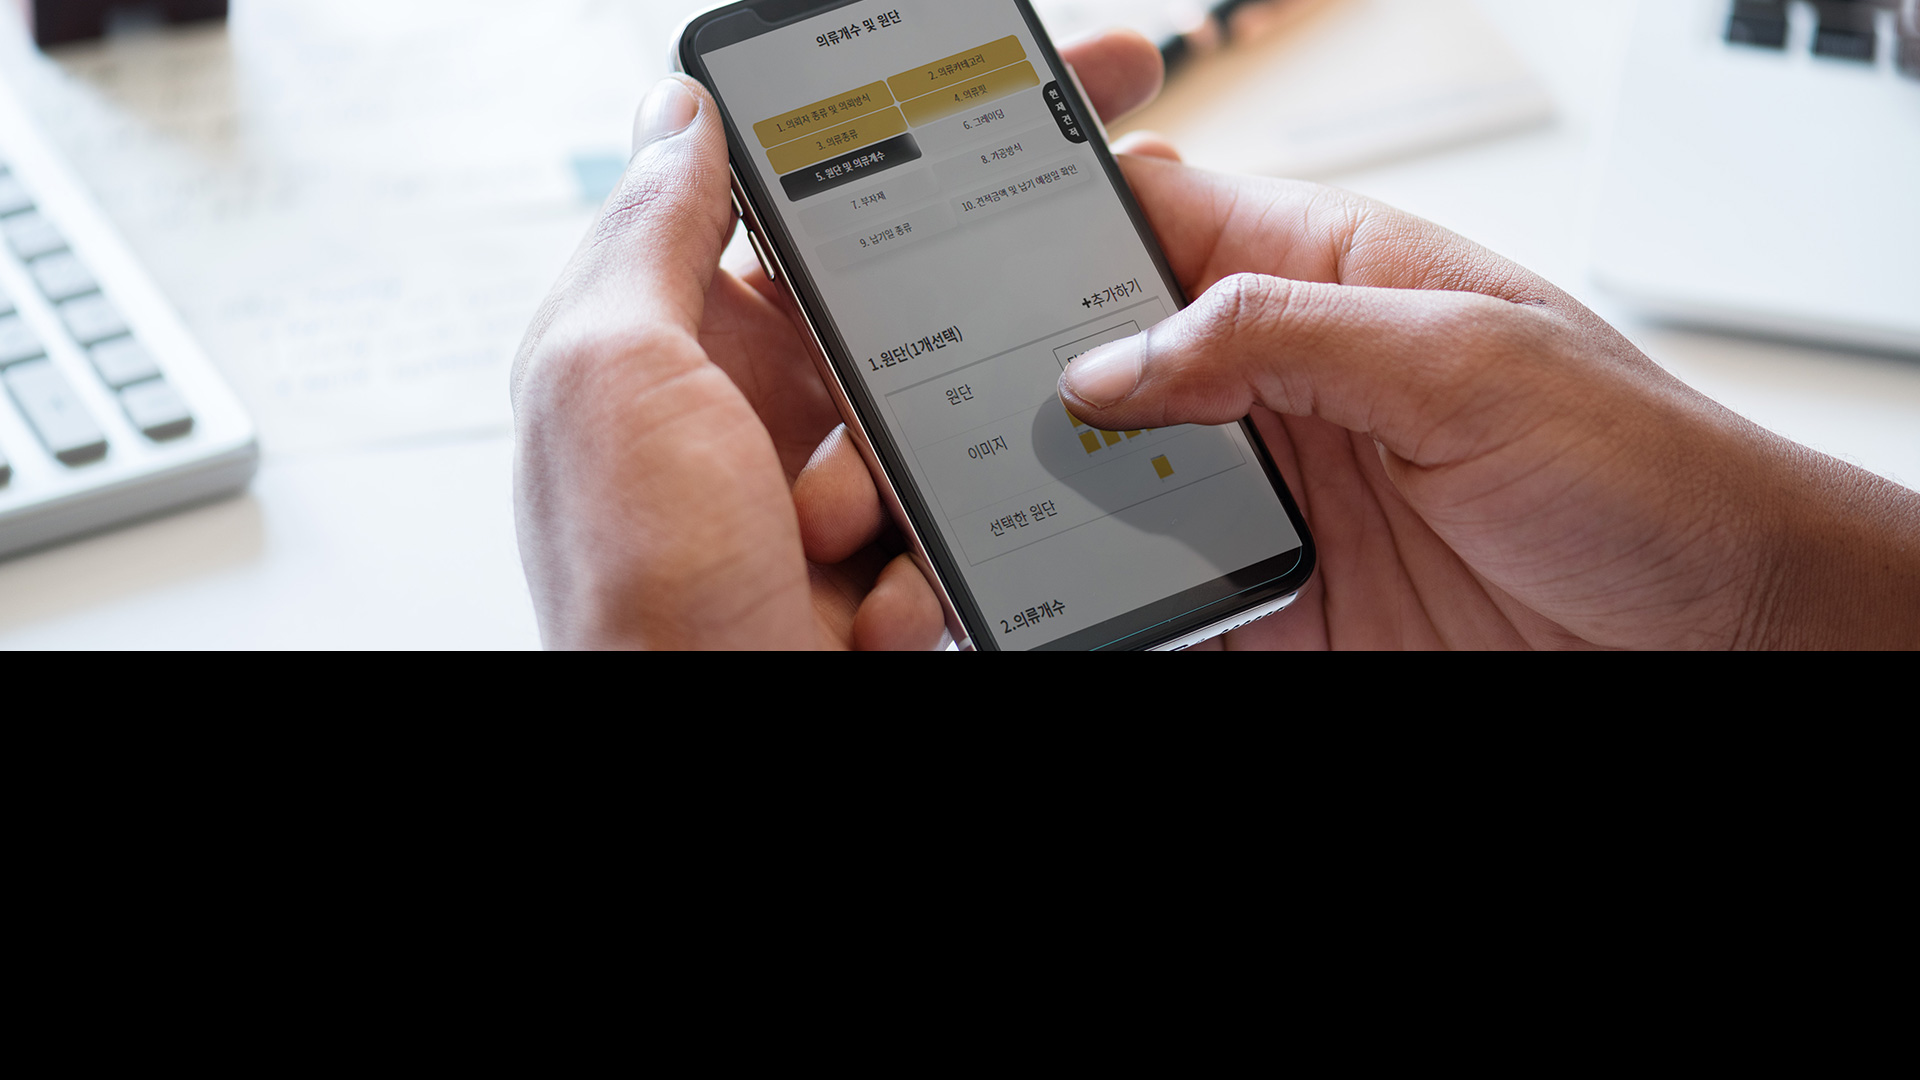 의류개수 및 원단
1. 의뢰자 종류 및 의뢰방식
2. 의류카테고리
3. 의류종류
4. 의류핏
5. 원단 및 의류개수
6. 그레이딩
7. 부자재
8. 가공방식
9. 납기일 종류
10. 견적금액 및 납기 예정일 확인
현재견적
+추가하기
1.원단(1개선택)
원단
이미지
선택한 원단
2.의류개수